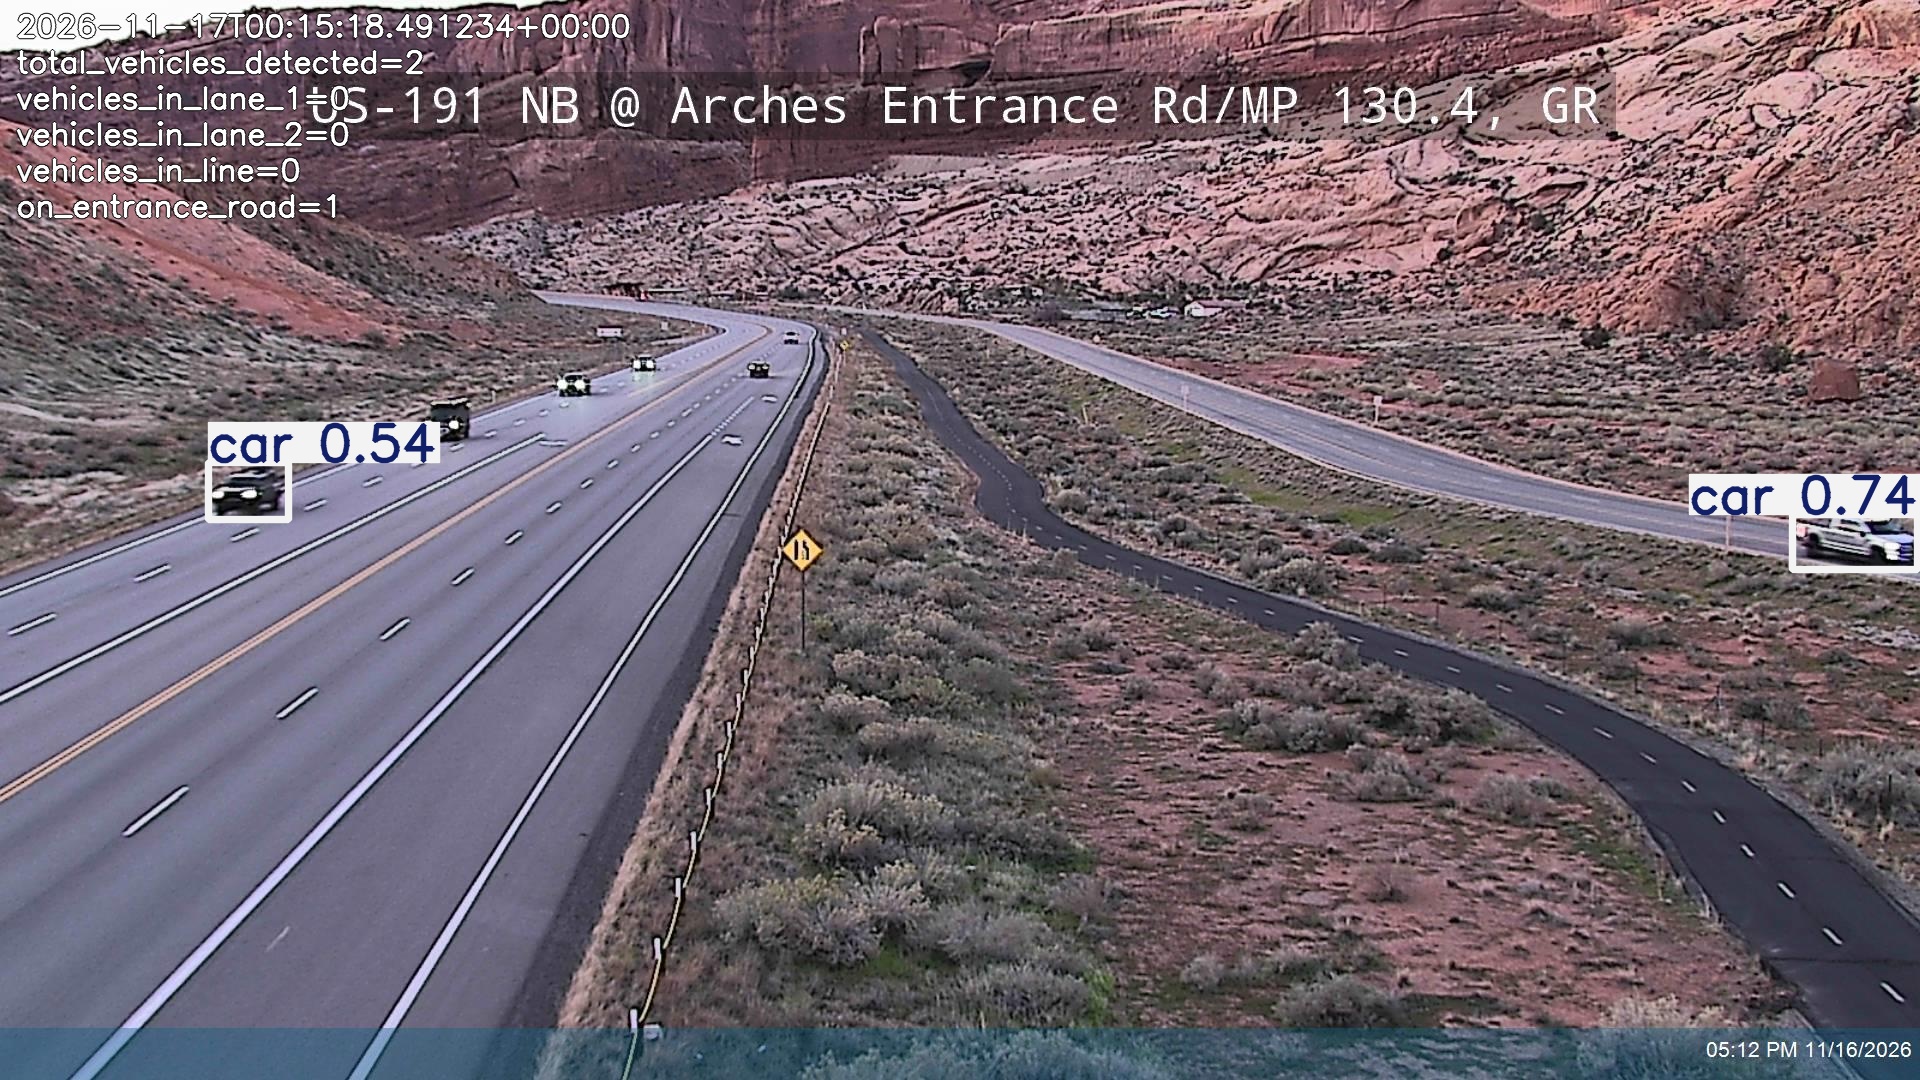 2026-11-17T00:15:18.491234+00:00
total_vehicles_detected=2
vehicles_in_lane_1=0
US-191 NB @ Arches Entrance Rd/MP 130.4, GR
vehicles_in_lane_2=0
vehicles_in_line=0
on_entrance_road=1
car 0.54
car 0.74
05:12 PM 11/16/2026